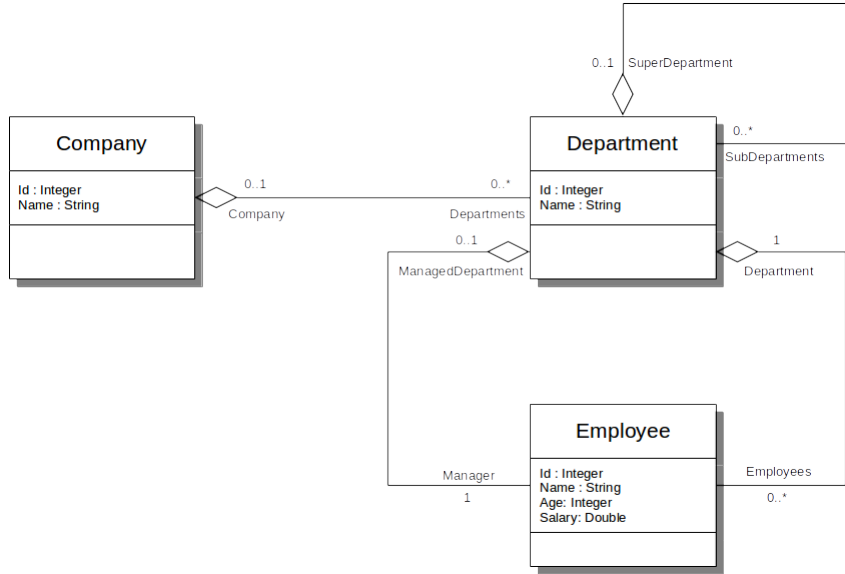 0..1 SuperDepartment
Company
Department
0..*
SubDepartments
Id : Integer
Name : String
0..1
Company
0..*
Departments
Id : Integer
Name : String
0..1
ManagedDepartment
1
Department
Employee
Manager
1
Id : Integer
Name : String
Age: Integer
Salary: Double
Employees
0..*